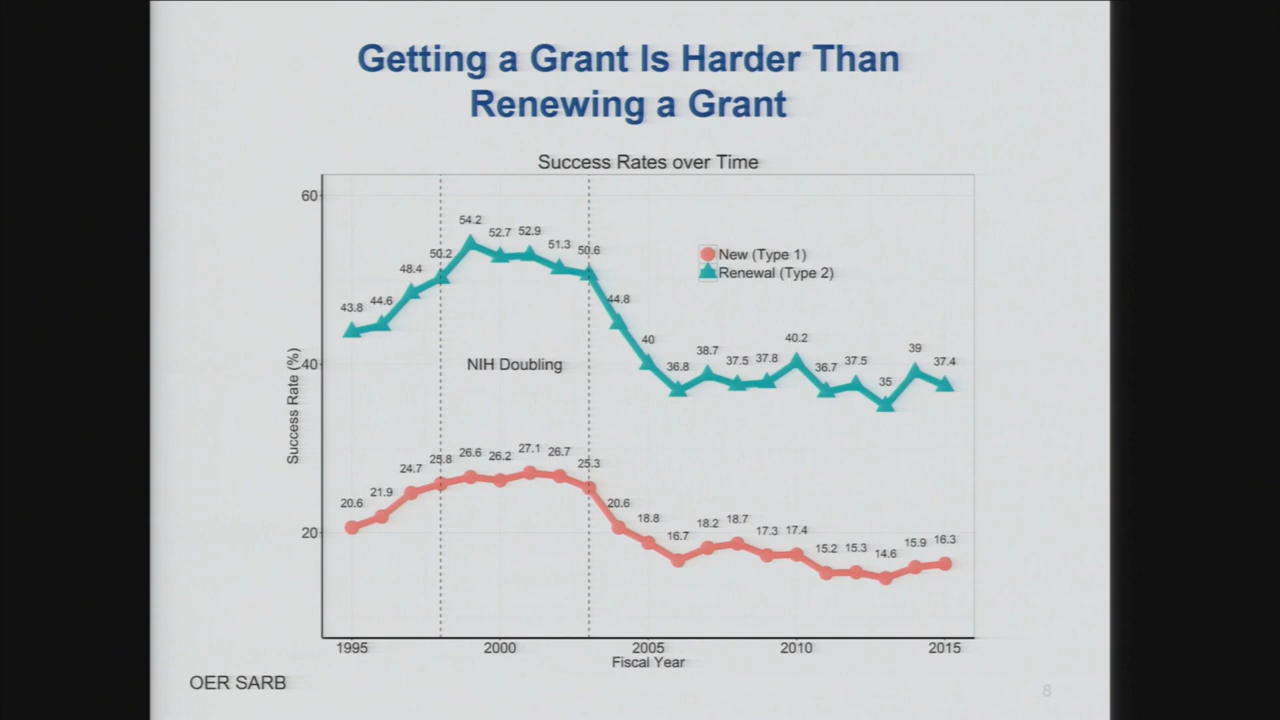 Getting a Grant Is Harder Than
Renewing a Grant
Success Rates over Time
60
40
20
Success Rate (%)
43.8 44.6 48.4 50.2 54.2 52.7 52.9 51.3 50.6 44.8 40 36.8 38.7 37.5 37.8 40.2 36.7 37.5 35 39 37.4
New (Type 1)
Renewal (Type 2)
NIH Doubling
20.6 21.9 24.7 25.8 26.6 26.2 27.1 26.7 25.3 20.6 18.8 16.7 18.2 18.7 17.3 17.4 15.2 15.3 14.6 15.9 16.3
1995 2000 2005 2010 2015
Fiscal Year
OER SARB
8